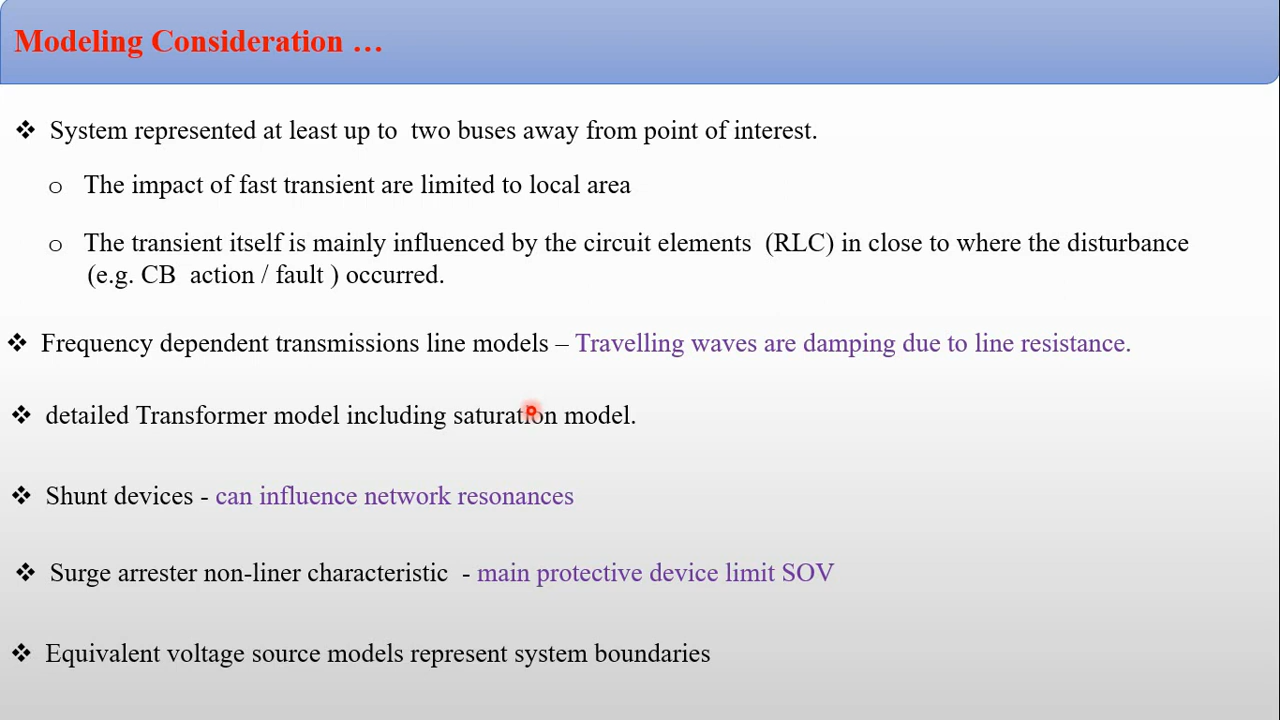 Modeling Consideration …
❖ System represented at least up to two buses away from point of interest.
o The impact of fast transient are limited to local area
o The transient itself is mainly influenced by the circuit elements (RLC) in close to where the disturbance
(e.g. CB action / fault ) occurred.
❖ Frequency dependent transmissions line models – Travelling waves are damping due to line resistance.
❖ detailed Transformer model including saturation model.
❖ Shunt devices - can influence network resonances
❖ Surge arrester non-liner characteristic - main protective device limit SOV
❖ Equivalent voltage source models represent system boundaries